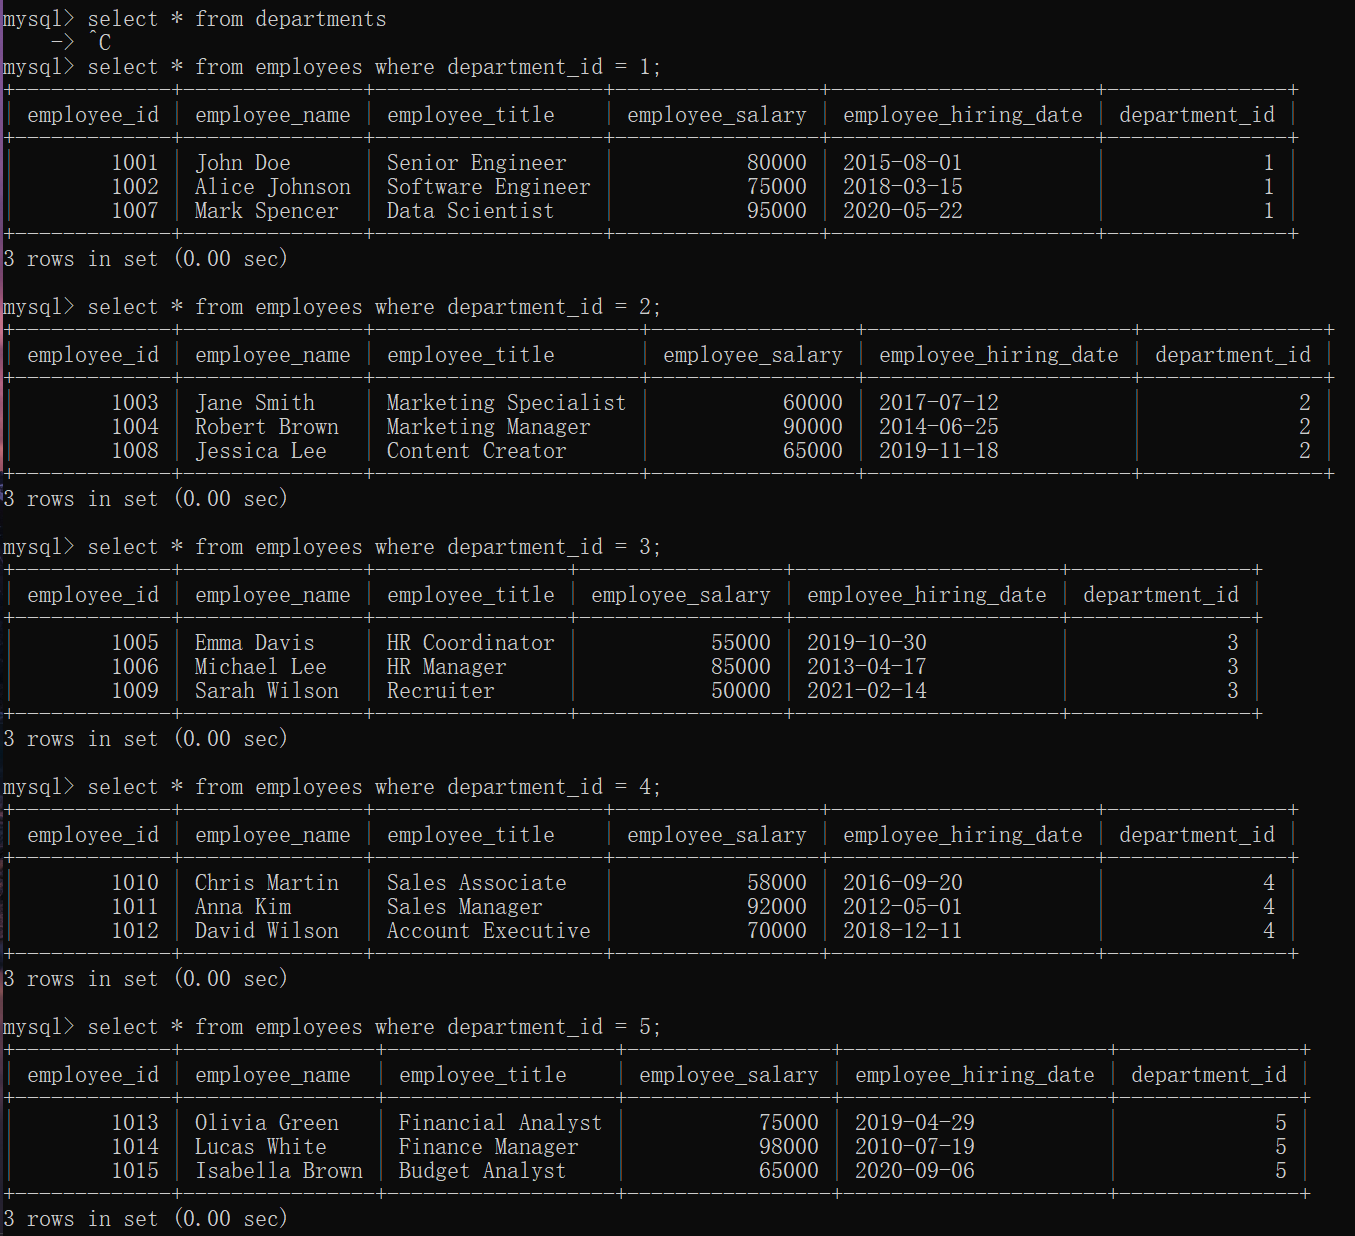 mysql> select * from departments
    -> ^C
mysql> select * from employees where department_id = 1;
+-------------+---------------+-------------------+-----------------+----------------------+---------------+
| employee_id | employee_name | employee_title    | employee_salary | employee_hiring_date | department_id |
+-------------+---------------+-------------------+-----------------+----------------------+---------------+
|        1001 | John Doe      | Senior Engineer   |           80000 | 2015-08-01           |             1 |
|        1002 | Alice Johnson | Software Engineer |           75000 | 2018-03-15           |             1 |
|        1007 | Mark Spencer  | Data Scientist    |           95000 | 2020-05-22           |             1 |
+-------------+---------------+-------------------+-----------------+----------------------+---------------+
3 rows in set (0.00 sec)

mysql> select * from employees where department_id = 2;
+-------------+---------------+----------------------+-----------------+----------------------+---------------+
| employee_id | employee_name | employee_title       | employee_salary | employee_hiring_date | department_id |
+-------------+---------------+----------------------+-----------------+----------------------+---------------+
|        1003 | Jane Smith    | Marketing Specialist |           60000 | 2017-07-12           |             2 |
|        1004 | Robert Brown  | Marketing Manager    |           90000 | 2014-06-25           |             2 |
|        1008 | Jessica Lee   | Content Creator      |           65000 | 2019-11-18           |             2 |
+-------------+---------------+----------------------+-----------------+----------------------+---------------+
3 rows in set (0.00 sec)

mysql> select * from employees where department_id = 3;
+-------------+---------------+----------------+-----------------+----------------------+---------------+
| employee_id | employee_name | employee_title | employee_salary | employee_hiring_date | department_id |
+-------------+---------------+----------------+-----------------+----------------------+---------------+
|        1005 | Emma Davis    | HR Coordinator |           55000 | 2019-10-30           |             3 |
|        1006 | Michael Lee   | HR Manager     |           85000 | 2013-04-17           |             3 |
|        1009 | Sarah Wilson  | Recruiter      |           50000 | 2021-02-14           |             3 |
+-------------+---------------+----------------+-----------------+----------------------+---------------+
3 rows in set (0.00 sec)

mysql> select * from employees where department_id = 4;
+-------------+---------------+-------------------+-----------------+----------------------+---------------+
| employee_id | employee_name | employee_title    | employee_salary | employee_hiring_date | department_id |
+-------------+---------------+-------------------+-----------------+----------------------+---------------+
|        1010 | Chris Martin  | Sales Associate   |           58000 | 2016-09-20           |             4 |
|        1011 | Anna Kim      | Sales Manager     |           92000 | 2012-05-01           |             4 |
|        1012 | David Wilson  | Account Executive |           70000 | 2018-12-11           |             4 |
+-------------+---------------+-------------------+-----------------+----------------------+---------------+
3 rows in set (0.00 sec)

mysql> select * from employees where department_id = 5;
+-------------+----------------+-------------------+-----------------+----------------------+---------------+
| employee_id | employee_name  | employee_title    | employee_salary | employee_hiring_date | department_id |
+-------------+----------------+-------------------+-----------------+----------------------+---------------+
|        1013 | Olivia Green   | Financial Analyst |           75000 | 2019-04-29           |             5 |
|        1014 | Lucas White    | Finance Manager   |           98000 | 2010-07-19           |             5 |
|        1015 | Isabella Brown | Budget Analyst    |           65000 | 2020-09-06           |             5 |
+-------------+----------------+-------------------+-----------------+----------------------+---------------+
3 rows in set (0.00 sec)